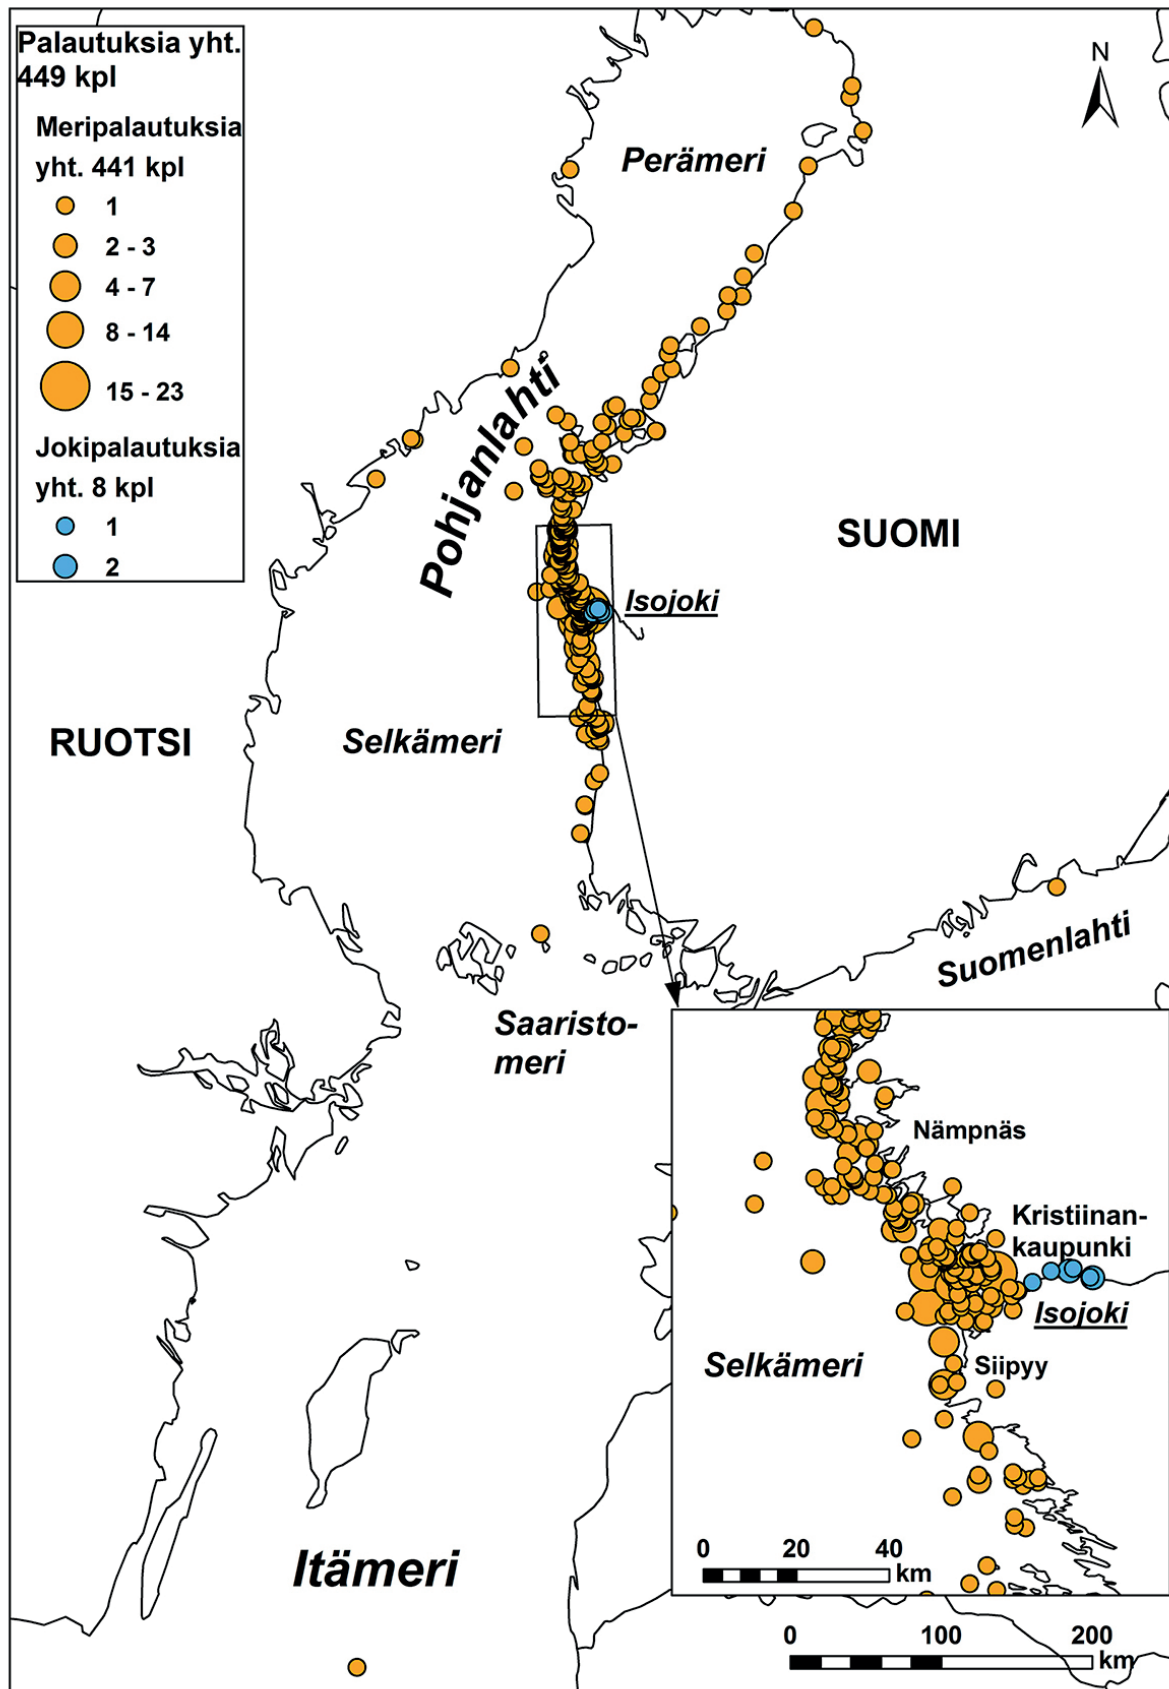 Palautuksia yht.
449 kpl
Meripalautuksia
yht. 441 kpl
1
2 - 3
4 - 7
8 - 14
15 - 23
Jokipalautuksia
yht. 8 kpl
1
2
N
Perämeri
Pohjanlahti
SUOMI
Isojoki
RUOTSI
Selkämeri
Suomenlahti
Saaristo-
meri
Nämpnäs
Kristiinan-
kaupunki
Isojoki
Selkämeri
Siipyy
0 20 40
km
Itämeri
0 100 200
km